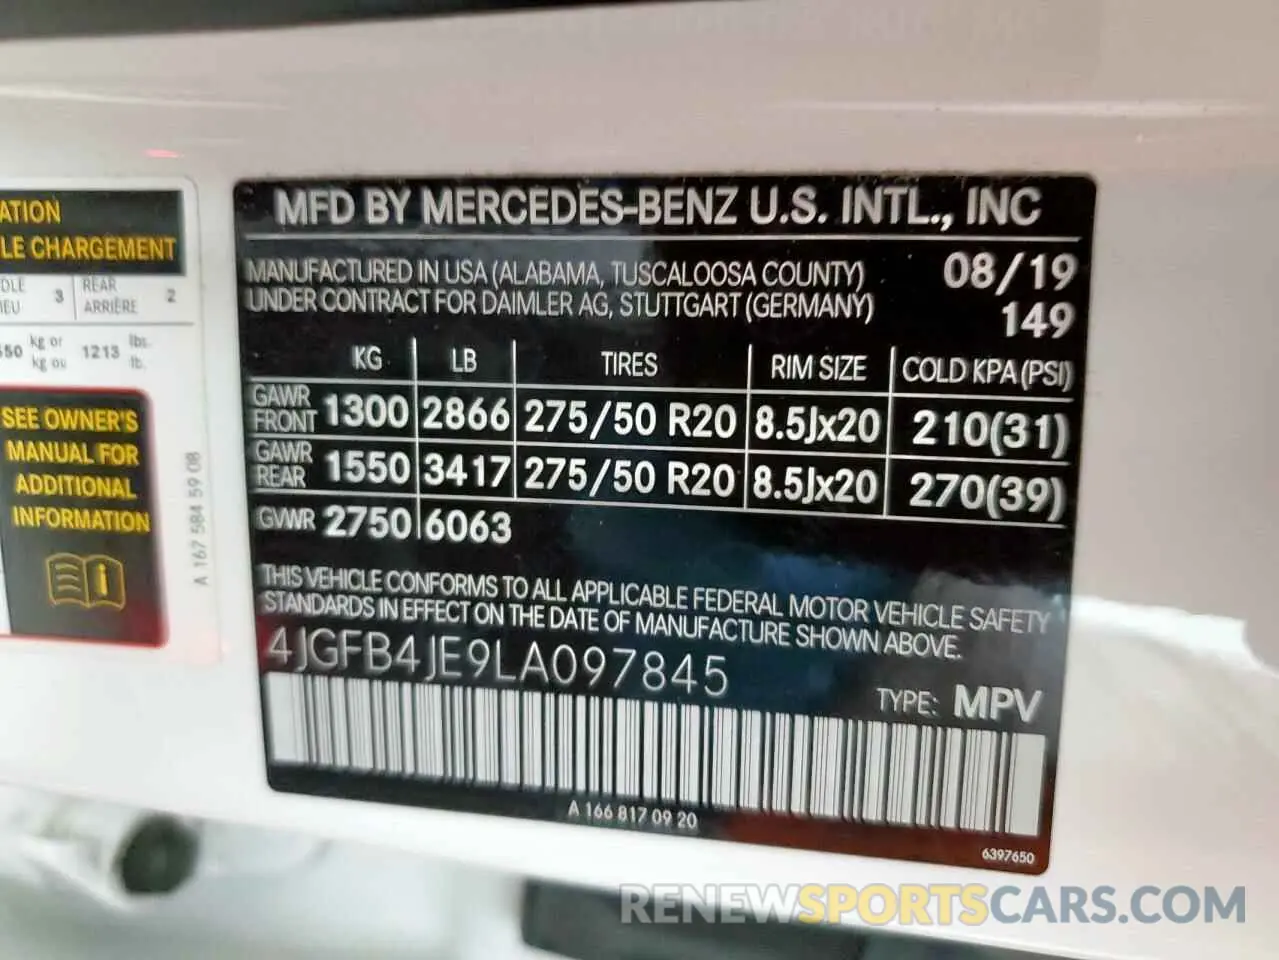 ATION
LE CHARGEMENT
REAR
ARRIÈRE
3
2
kg or
kg ou
1213
lbs.
lb.
SEE OWNER'S
MANUAL FOR
ADDITIONAL
INFORMATION
A 167 584 59 08
MFD BY MERCEDES-BENZ U.S. INTL., INC
MANUFACTURED IN USA (ALABAMA, TUSCALOOSA COUNTY) 08/19
UNDER CONTRACT FOR DAIMLER AG, STUTTGART (GERMANY) 149
KG LB TIRES RIM SIZE COLD KPA (PSI)
GAWR FRONT 1300 2866 275/50 R20 8.5Jx20 210(31)
GAWR REAR 1550 3417 275/50 R20 8.5Jx20 270(39)
GVWR 2750 6063
THIS VEHICLE CONFORMS TO ALL APPLICABLE FEDERAL MOTOR VEHICLE SAFETY
STANDARDS IN EFFECT ON THE DATE OF MANUFACTURE SHOWN ABOVE.
4JGFB4JE9LA097845
TYPE: MPV
A 166 817 09 20
6397650
RENEWSPORTSCARS.COM